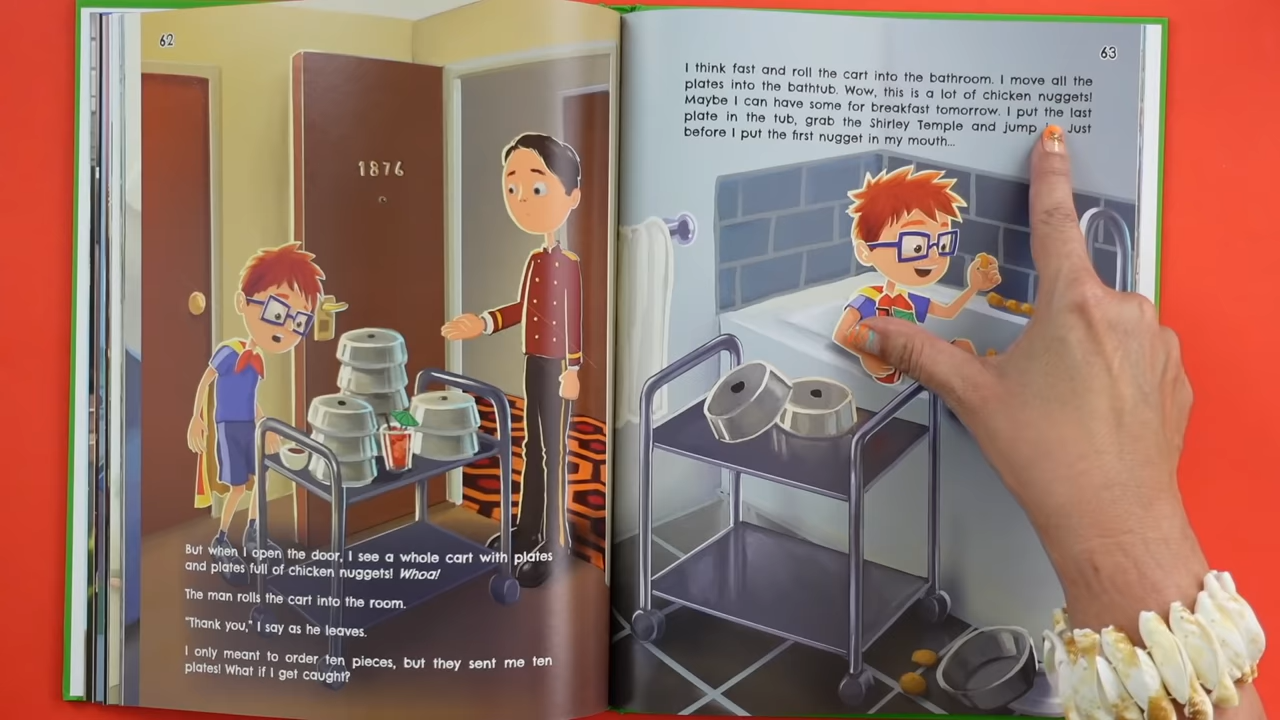 62
1876
But when I open the door, I see a whole cart with plates
and plates full of chicken nuggets! Whoa!
The man rolls the cart into the room.
"Thank you," I say as he leaves.
I only meant to order ten pieces, but they sent me ten
plates! What if I get caught?
63
I think fast and roll the cart into the bathroom. I move all the
plates into the bathtub. Wow, this is a lot of chicken nuggets!
Maybe I can have some for breakfast tomorrow. I put the last
plate in the tub, grab the Shirley Temple and jump Just
before I put the first nugget in my mouth...